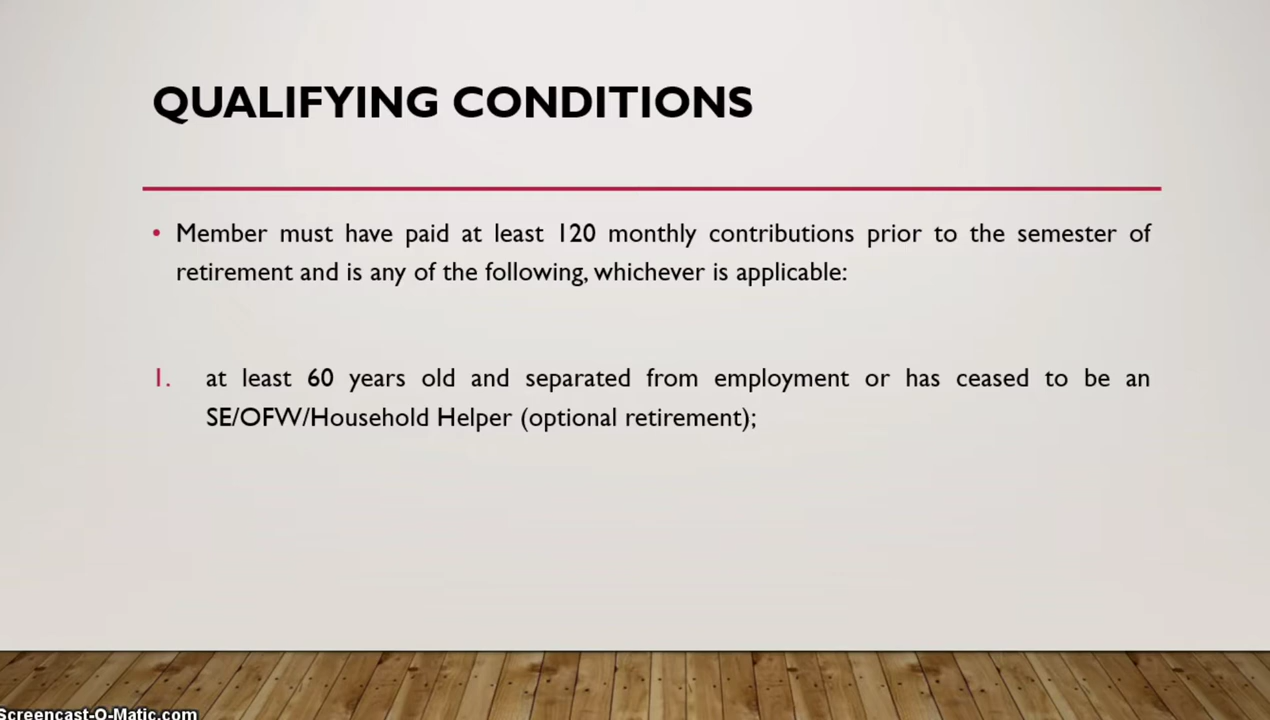 QUALIFYING CONDITIONS
• Member must have paid at least 120 monthly contributions prior to the semester of
retirement and is any of the following, whichever is applicable:
1. at least 60 years old and separated from employment or has ceased to be an
SE/OFW/Household Helper (optional retirement);
Screencast-O-Matic.com